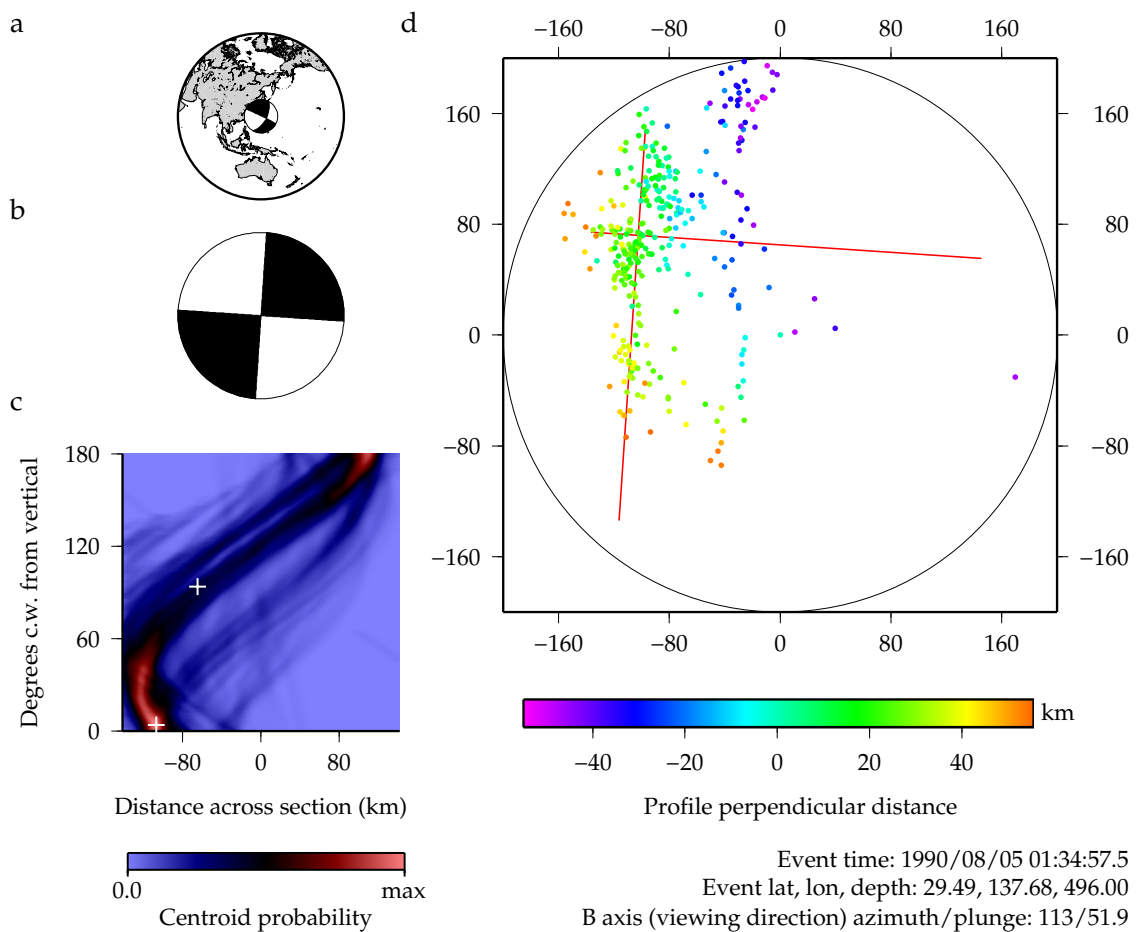 a
b
c
d
−160 −80 0 80 160
160
80
0
−80
−160
160
80
0
−80
−160
−160 −80 0 80 160
180
120
60
0
Degrees c.w. from vertical
−80 0 80
Distance across section (km)
0.0 max
Centroid probability
km
−40 −20 0 20 40
Profile perpendicular distance
Event time: 1990/08/05 01:34:57.5
Event lat, lon, depth: 29.49, 137.68, 496.00
B axis (viewing direction) azimuth/plunge: 113/51.9